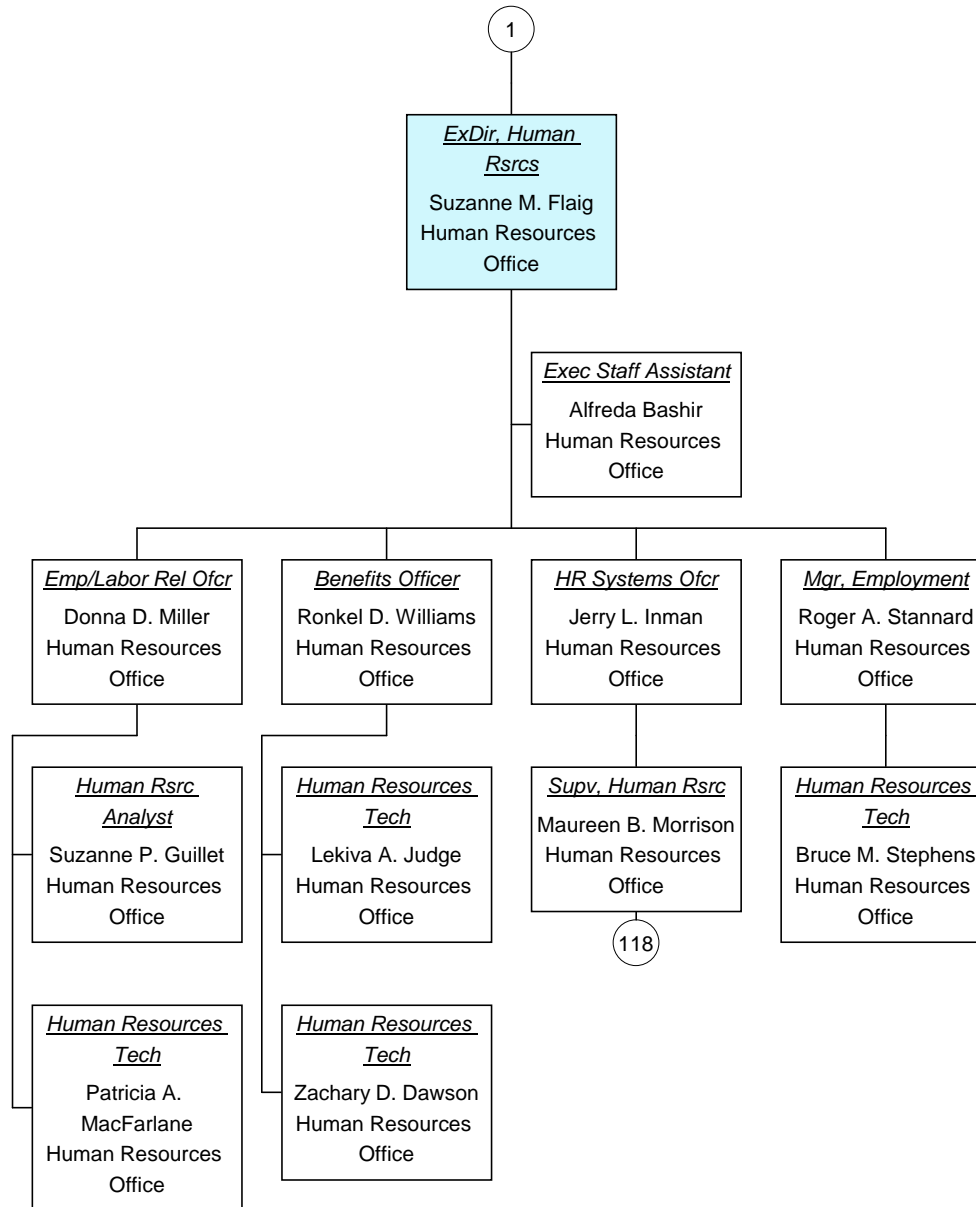 1
ExDir, Human
Rsrcs
Suzanne M. Flaig
Human Resources
Office
Exec Staff Assistant
Alfreda Bashir
Human Resources
Office
Emp/Labor Rel Ofcr
Donna D. Miller
Human Resources
Office
Benefits Officer
Ronkel D. Williams
Human Resources
Office
HR Systems Ofcr
Jerry L. Inman
Human Resources
Office
Mgr, Employment
Roger A. Stannard
Human Resources
Office
Human Rsrc
Analyst
Suzanne P. Guillet
Human Resources
Office
Human Resources
Tech
Lekiva A. Judge
Human Resources
Office
Supv, Human Rsrc
Maureen B. Morrison
Human Resources
Office
118
Human Resources
Tech
Bruce M. Stephens
Human Resources
Office
Human Resources
Tech
Patricia A.
MacFarlane
Human Resources
Office
Human Resources
Tech
Zachary D. Dawson
Human Resources
Office